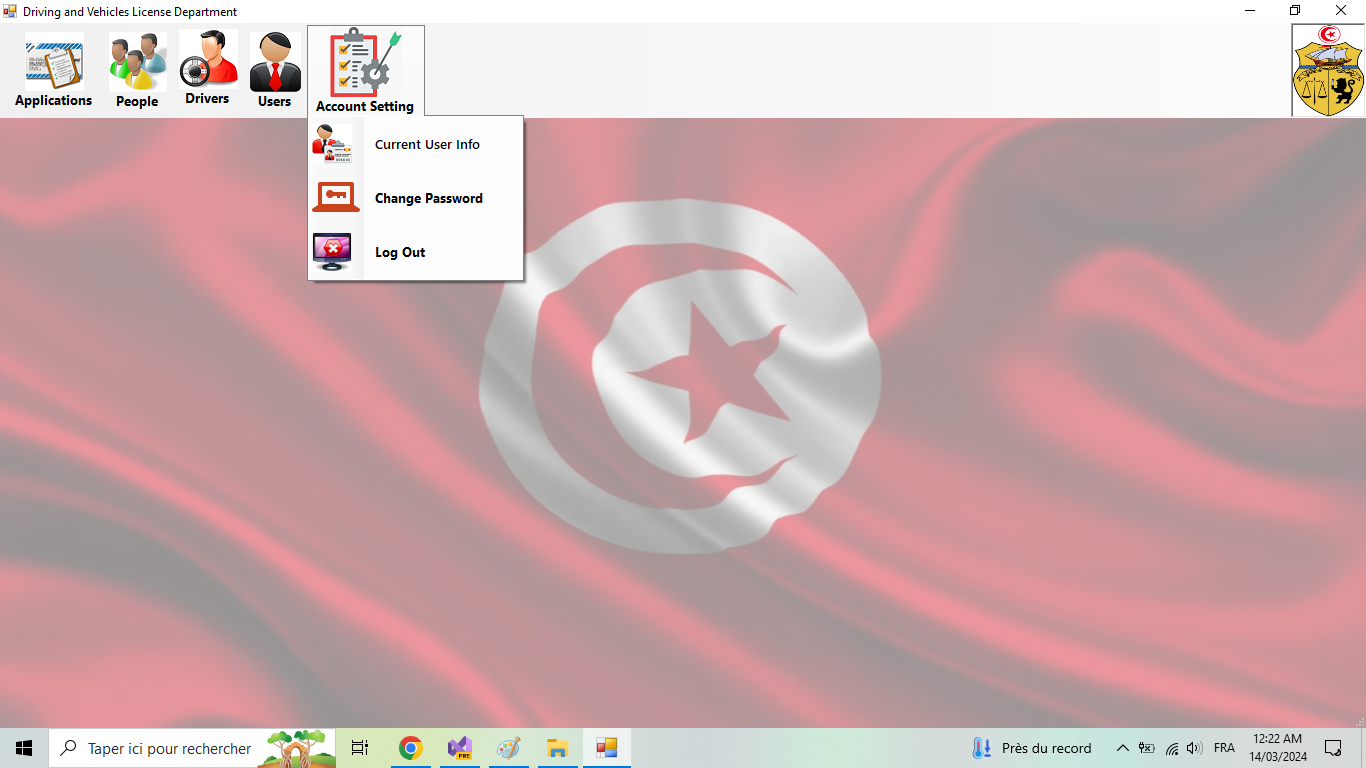 Driving and Vehicles License Department
Applications
People
Drivers
Users
Account Setting
Current User Info
Change Password
Log Out
Taper ici pour rechercher
PRE
Près du record
FRA
12:22 AM
14/03/2024